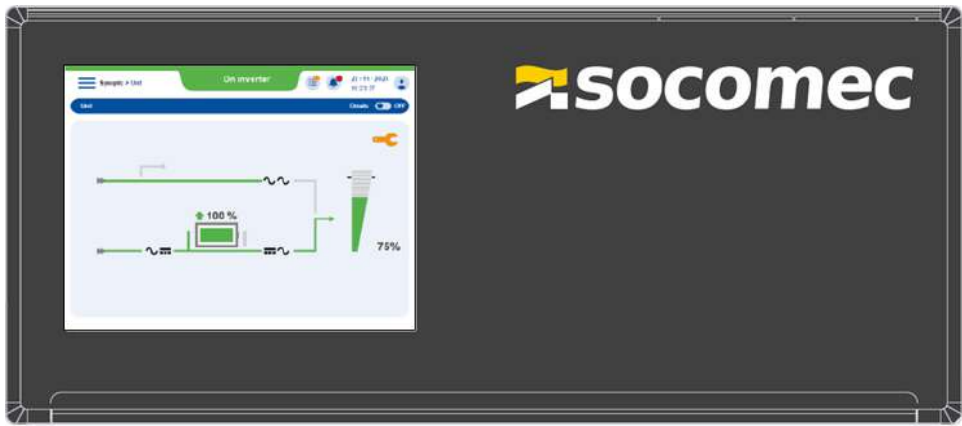 socomec
Synoptic > Unit
On inverter
Unit
Details OFF
100 %
75%